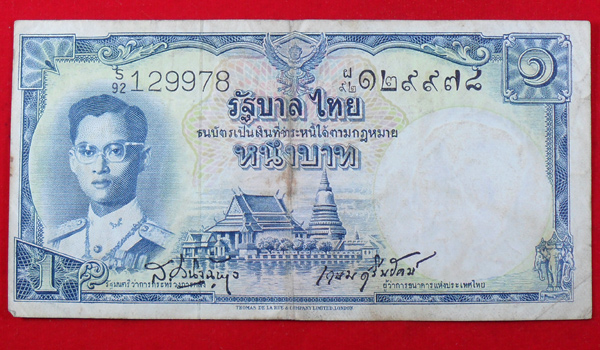 S/92 129978 ผ/๙๒ ๑๒๙๙๗๘ ๑
รัฐบาลไทย
ธนบัตรเป็นเงินที่ชำระหนี้ได้ตามกฎหมาย
หนึ่งบาท
1
รัฐมนตรีว่าการกระทรวงการคลัง ผู้ว่าการธนาคารแห่งประเทศไทย
THOMAS DE LA RUE & COMPANY LIMITED, LONDON